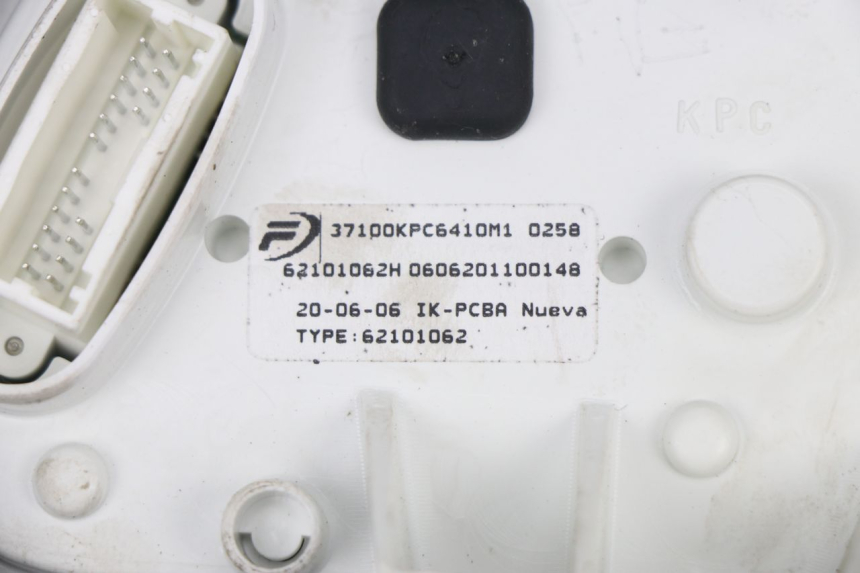 KPC
37100KPC6410M1 0258
62101062H 0606201100148
20-06-06 IK-PCBA Nueva
TYPE:62101062